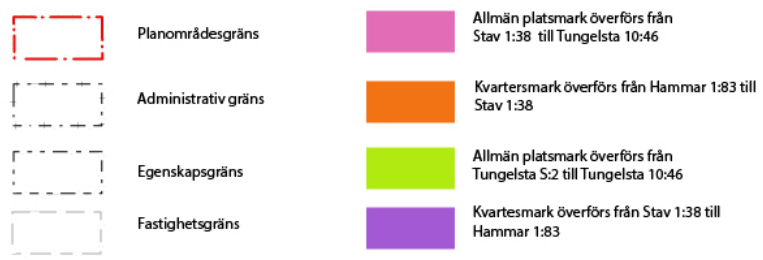 Planområdesgräns
Administrativ gräns
Egenskapsgräns
Fastighetsgräns
Allmän platsmark överförs från
Stav 1:38 till Tungelsta 10:46
Kvartersmark överförs från Hammar 1:83 till
Stav 1:38
Allmän platsmark överförs från
Tungelsta S:2 till Tungelsta 10:46
Kvartesmark överförs från Stav 1:38 till
Hammar 1:83